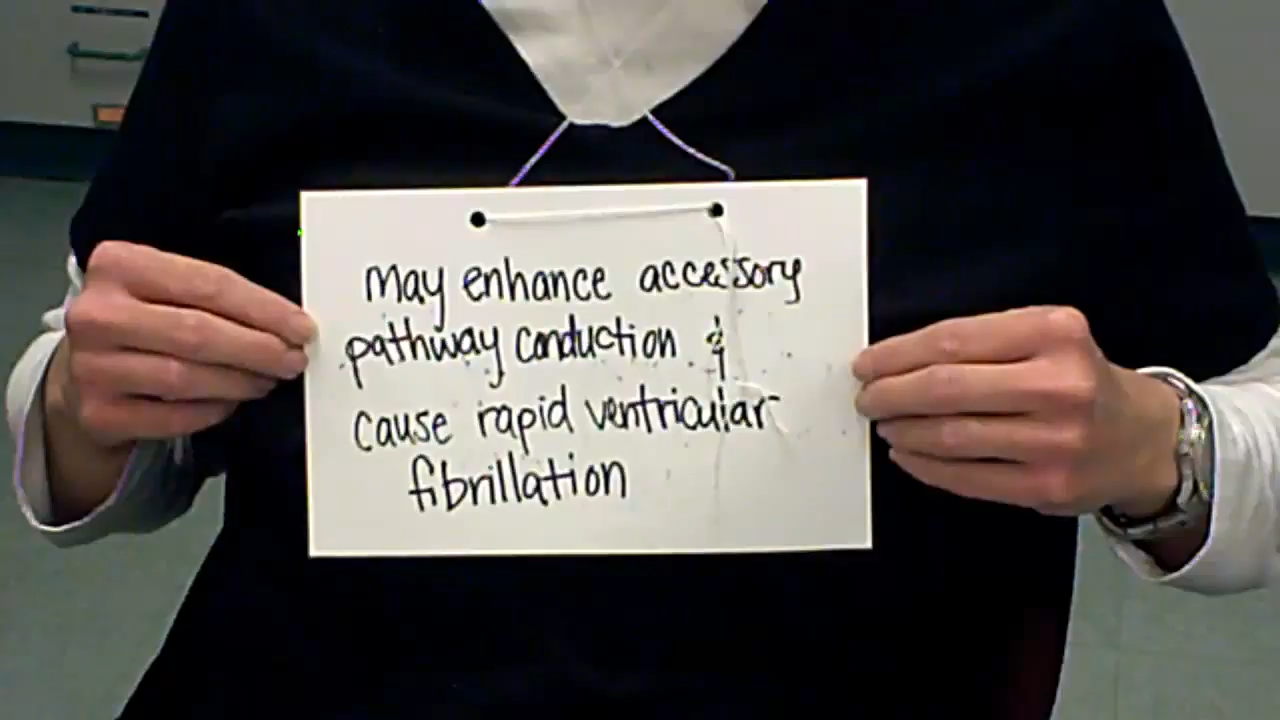 May enhance accessory
pathway conduction &
cause rapid ventricular
fibrillation